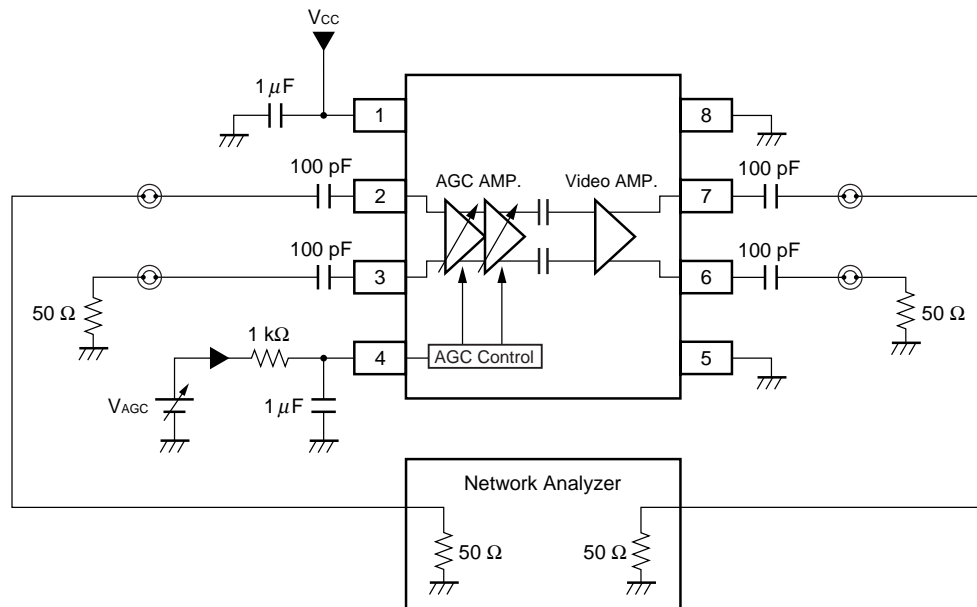 VCC
1 μF
1
8
100 pF
2
AGC AMP.
Video AMP.
7
100 pF
100 pF
3
6
100 pF
50 Ω
50 Ω
1 kΩ
4
AGC Control
5
VAGC
1 μF
Network Analyzer
50 Ω
50 Ω